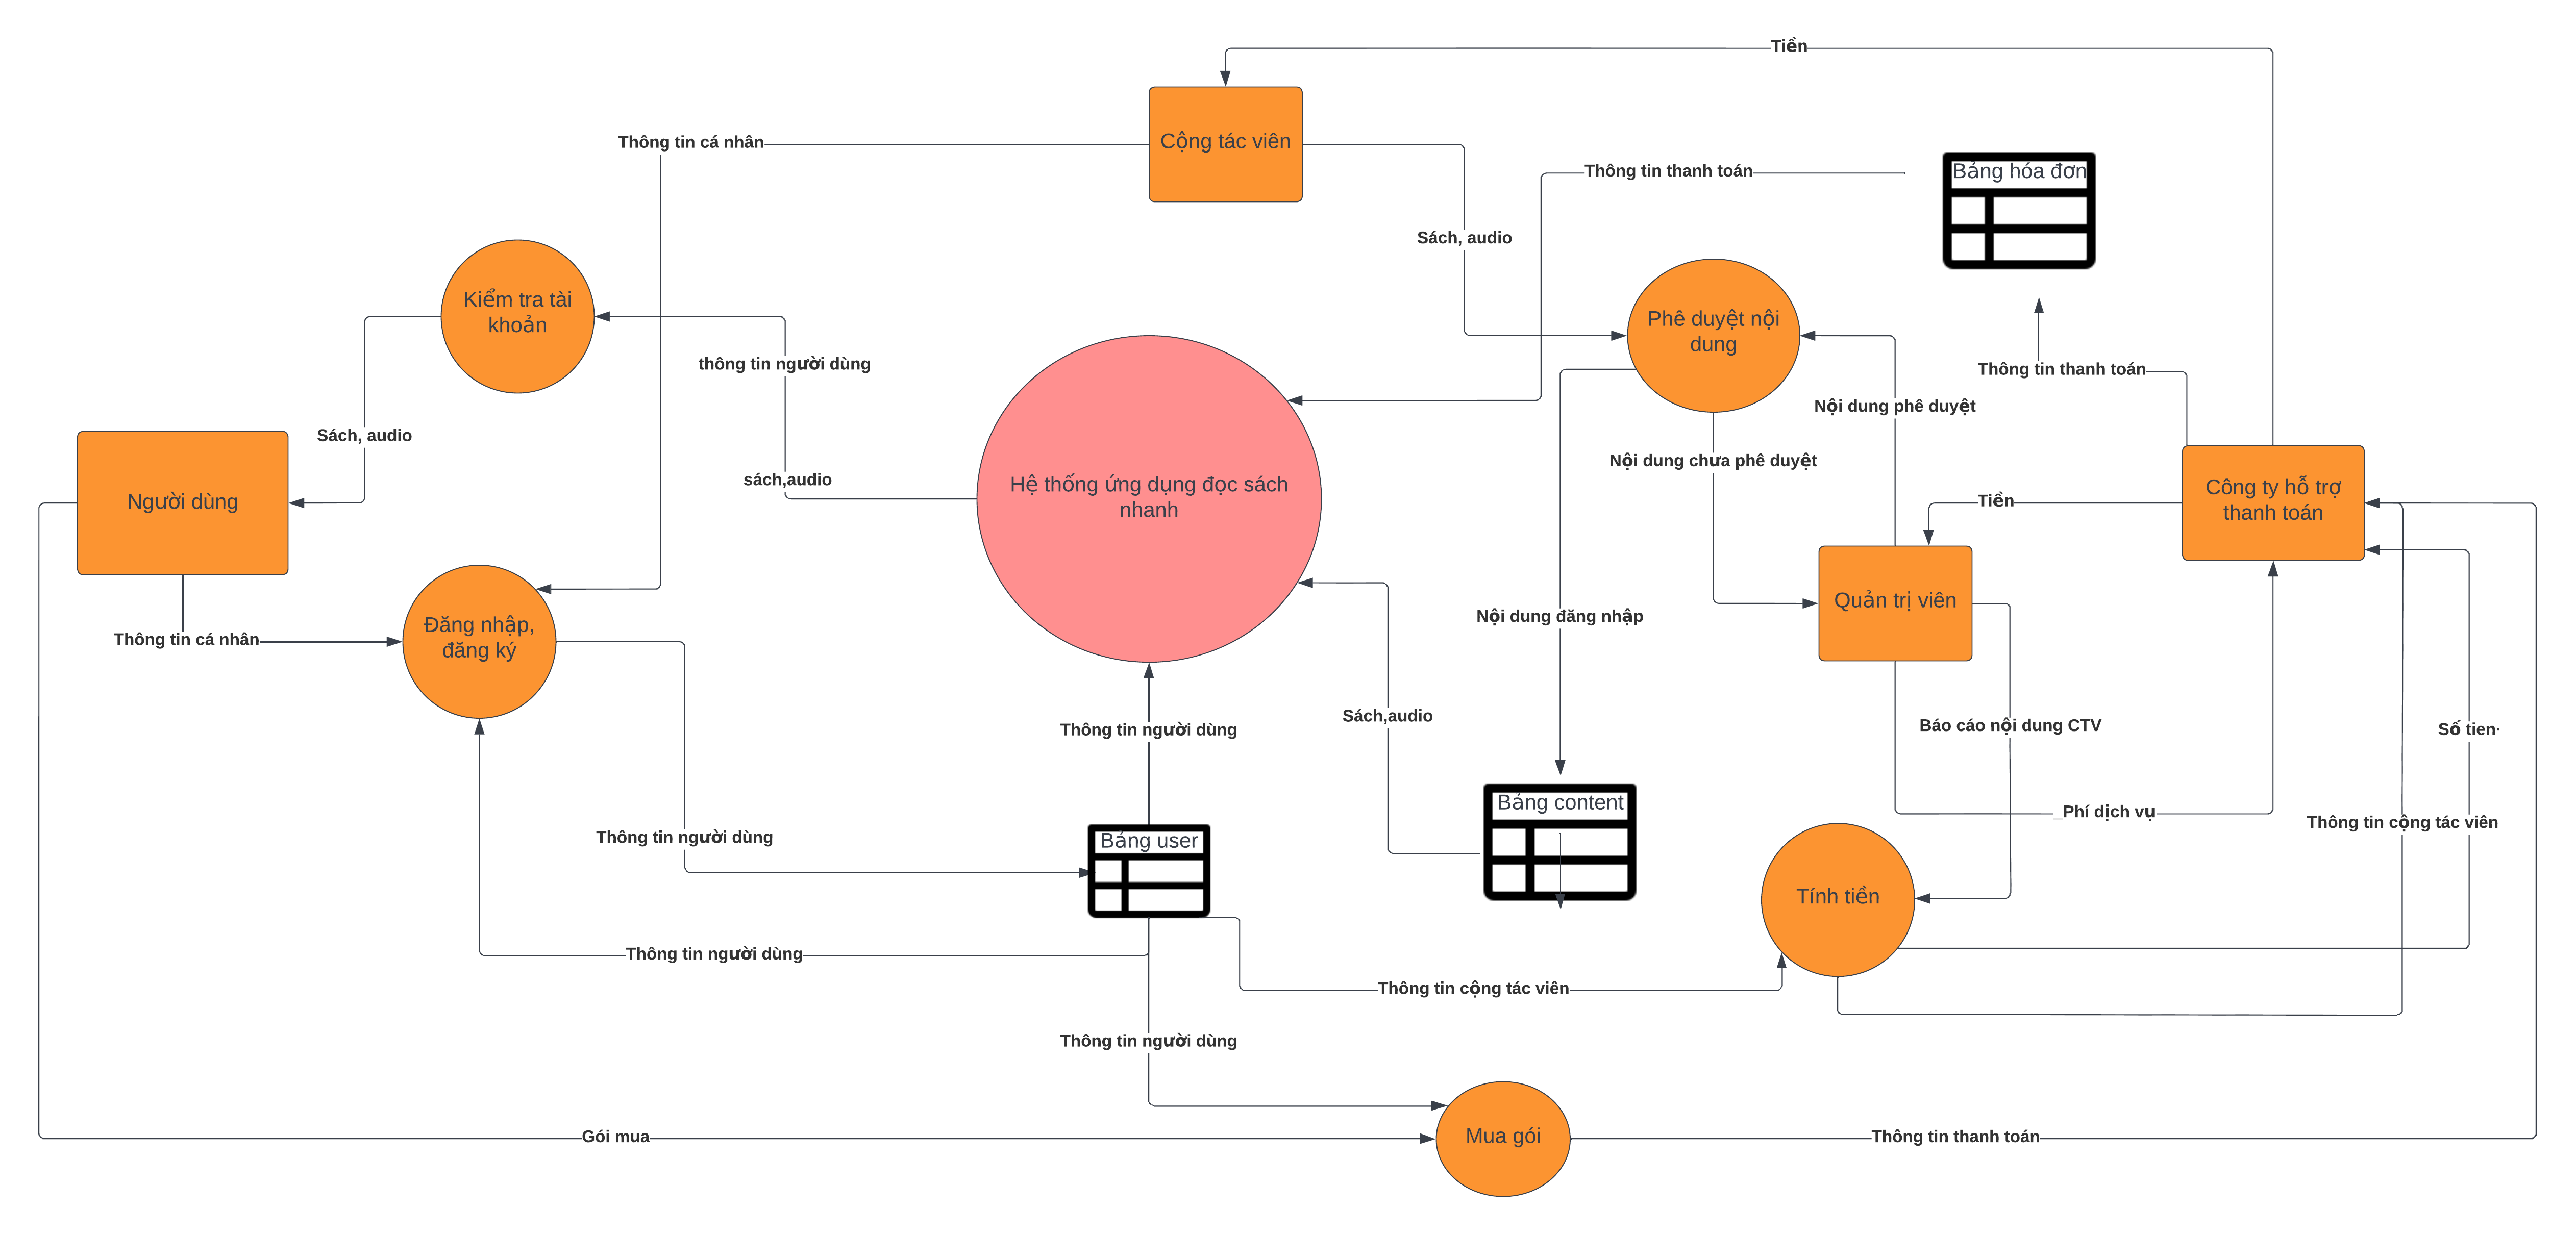 Tiền
Cộng tác viên
Thông tin cá nhân
Thông tin thanh toán
Bảng hóa đơn
Sách, audio
Kiểm tra tài
khoản
Phê duyệt nội
dung
thông tin người dùng
Thông tin thanh toán
Nội dung phê duyệt
Sách, audio
Nội dung chưa phê duyệt
sách,audio
Hệ thống ứng dụng đọc sách
nhanh
Người dùng
Tiền
Công ty hỗ trợ
thanh toán
Quản trị viên
Nội dung đăng nhập
Đăng nhập,
đăng ký
Thông tin cá nhân
Sách,audio
Thông tin người dùng
Báo cáo nội dung CTV
Số tien·
Bảng content
_Phí dịch vụ
Thông tin cộng tác viên
Thông tin người dùng
Bảng user
Tính tiền
Thông tin người dùng
Thông tin cộng tác viên
Thông tin người dùng
Gói mua
Mua gói
Thông tin thanh toán